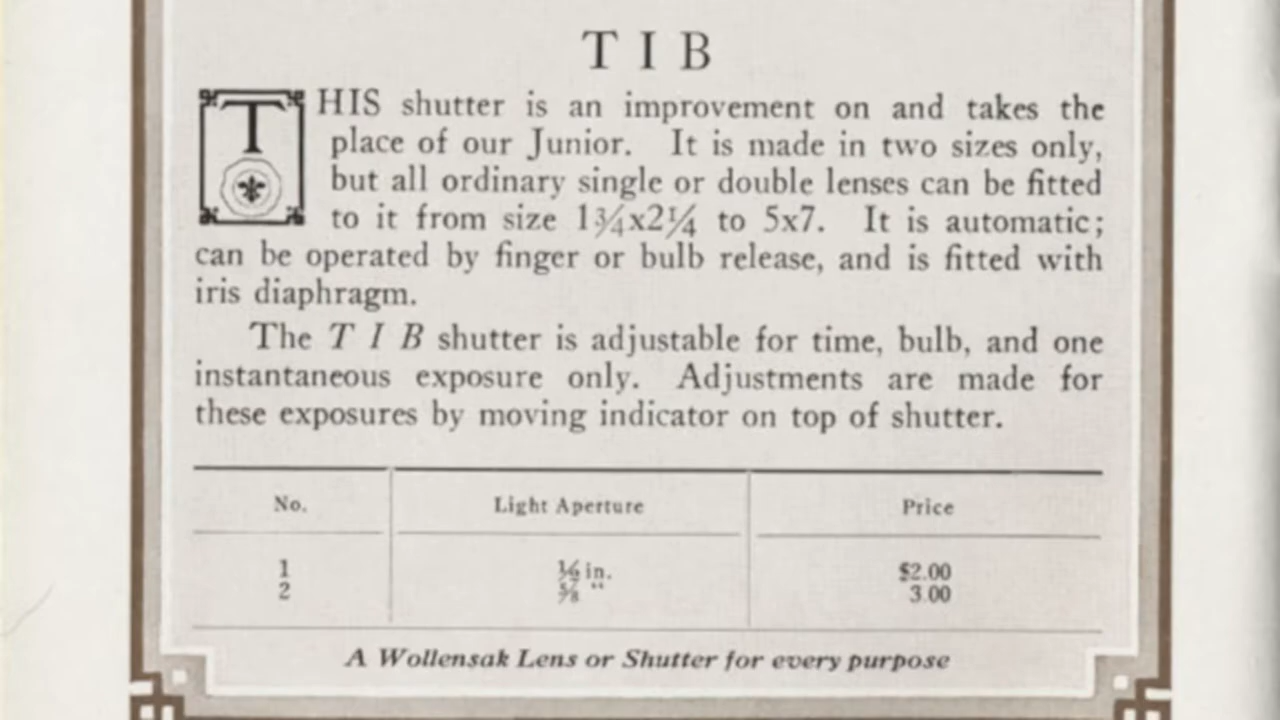 T I B
THIS shutter is an improvement on and takes the
place of our Junior. It is made in two sizes only,
but all ordinary single or double lenses can be fitted
to it from size 1¾x2¼ to 5x7. It is automatic;
can be operated by finger or bulb release, and is fitted with
iris diaphragm.
The T I B shutter is adjustable for time, bulb, and one
instantaneous exposure only. Adjustments are made for
these exposures by moving indicator on top of shutter.
No. Light Aperture Price
1 in. $2.00
2 ⅝ " 3.00
A Wollensak Lens or Shutter for every purpose